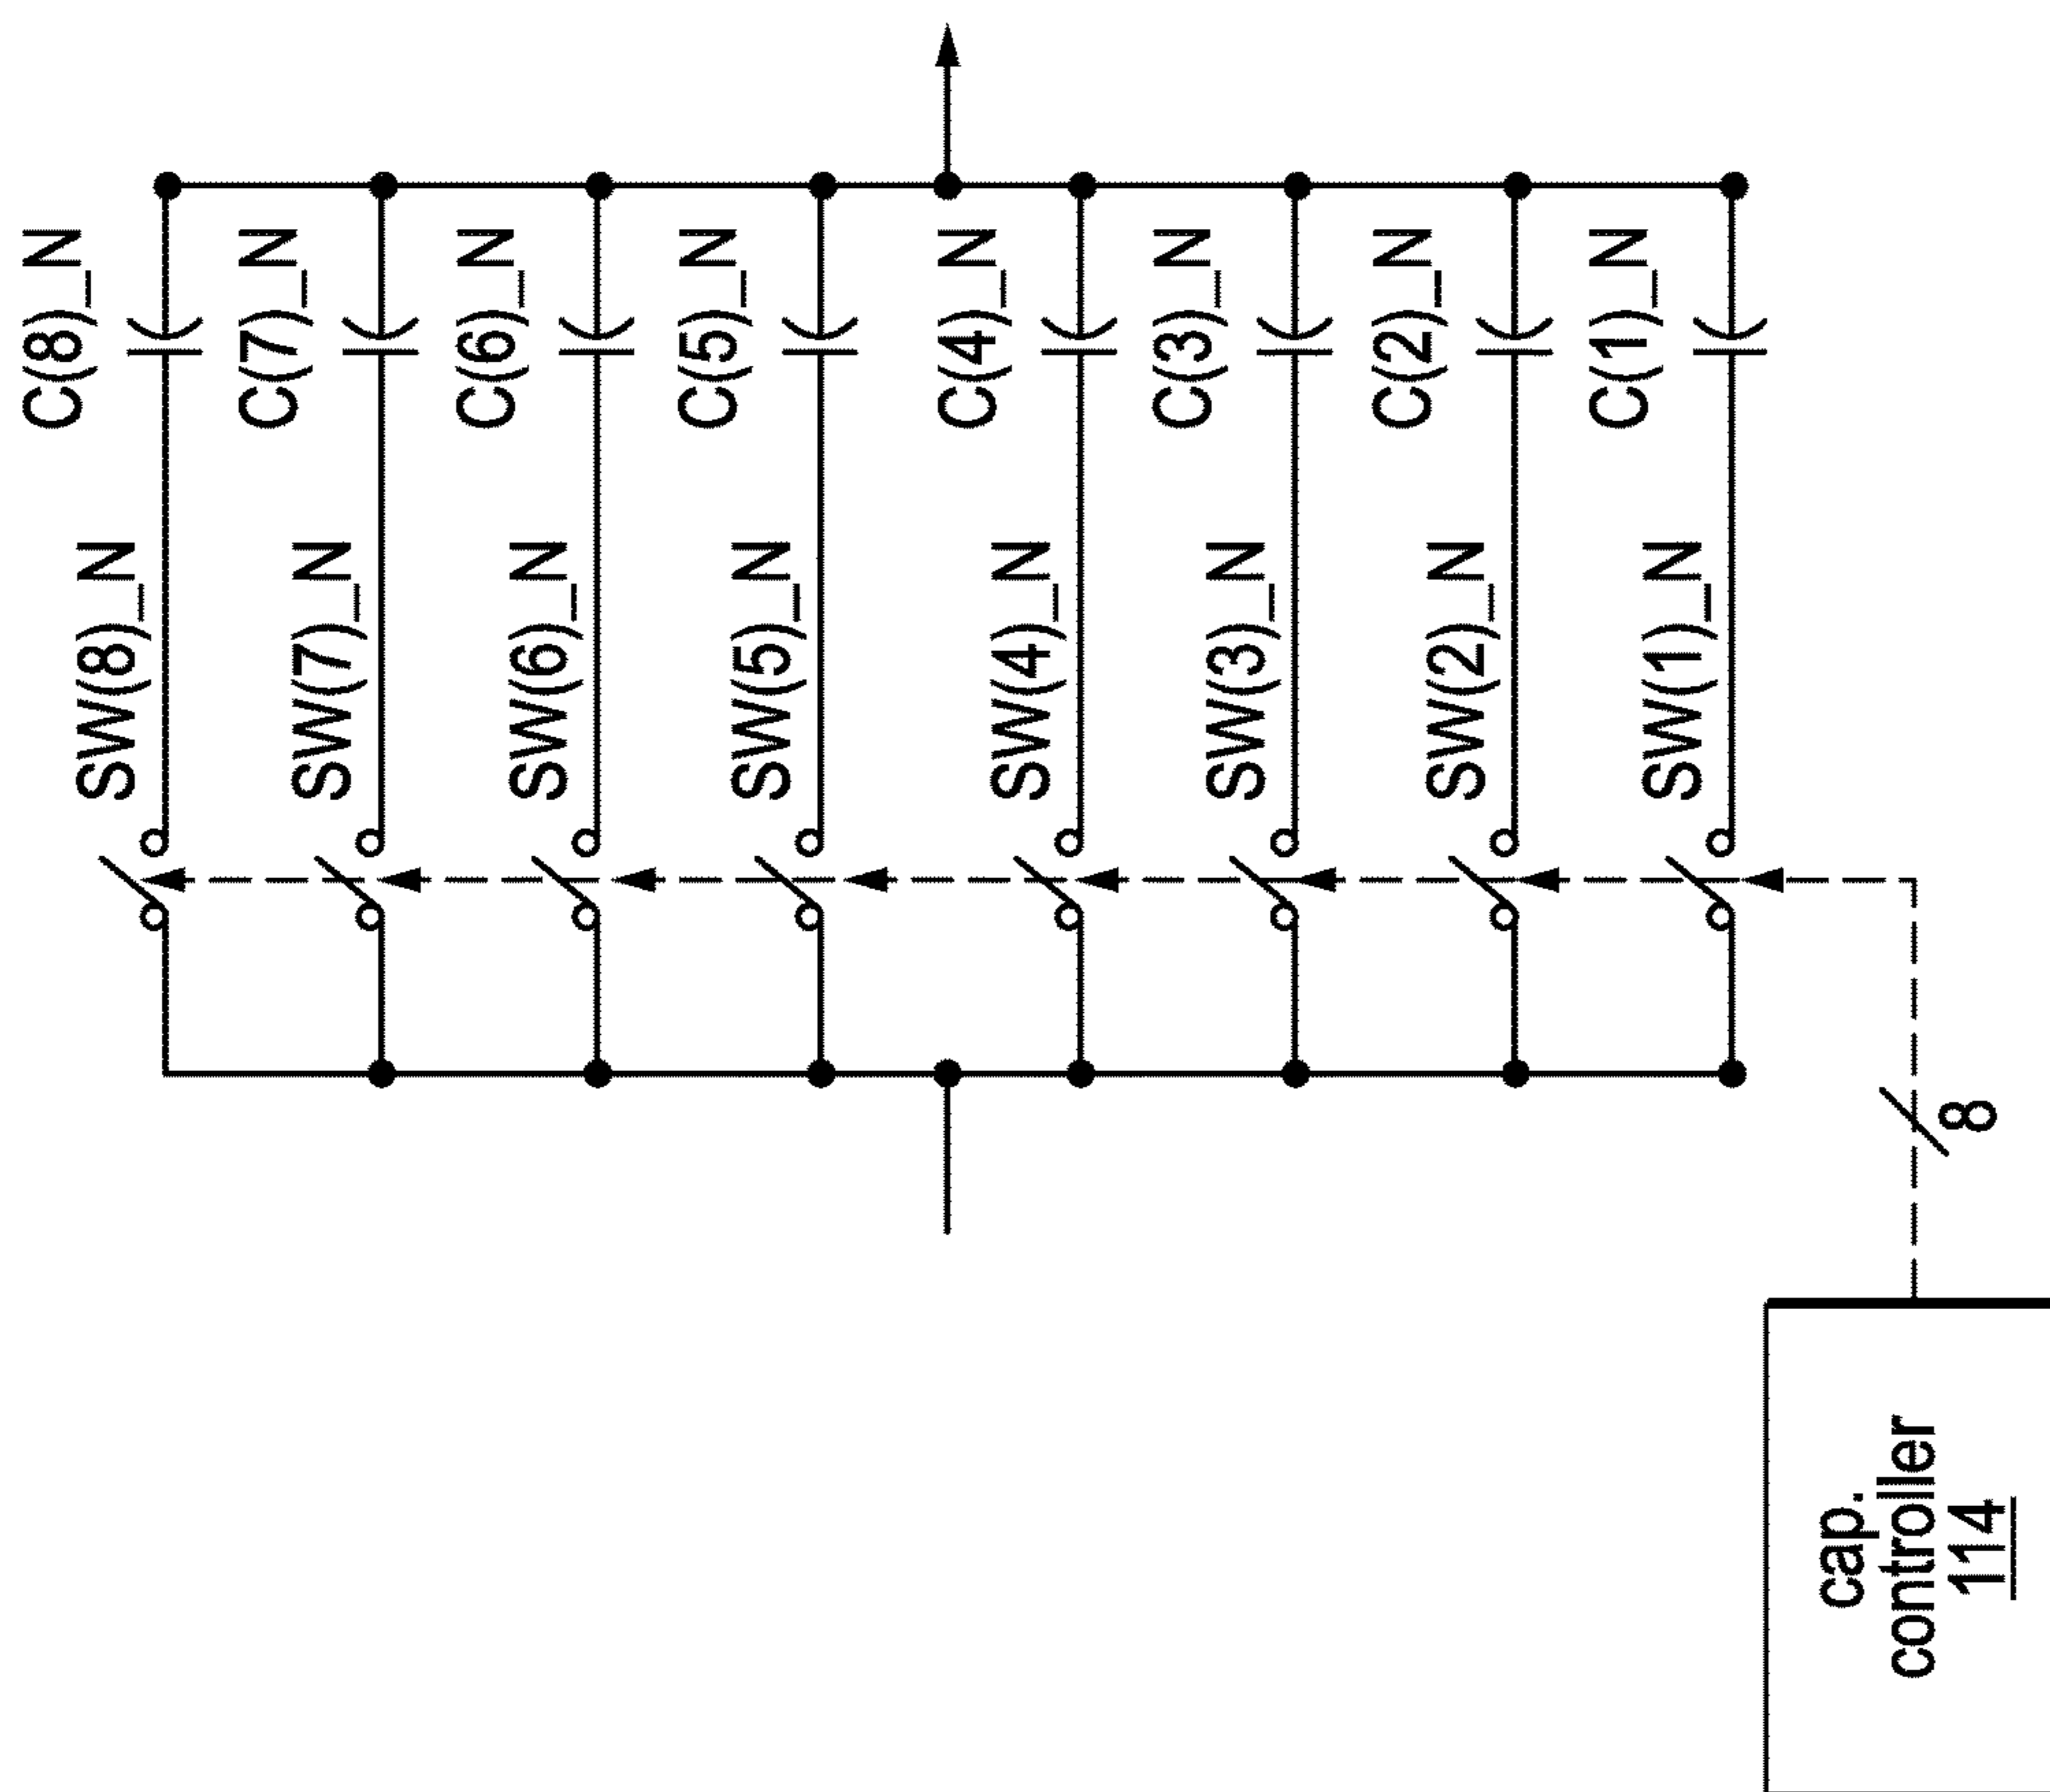 C(8)_N
SW(8)_N
C(7)_N
SW(7)_N
C(6)_N
SW(6)_N
C(5)_N
SW(5)_N
C(4)_N
SW(4)_N
C(3)_N
SW(3)_N
C(2)_N
SW(2)_N
C(1)_N
SW(1)_N
8
cap.
controller
114